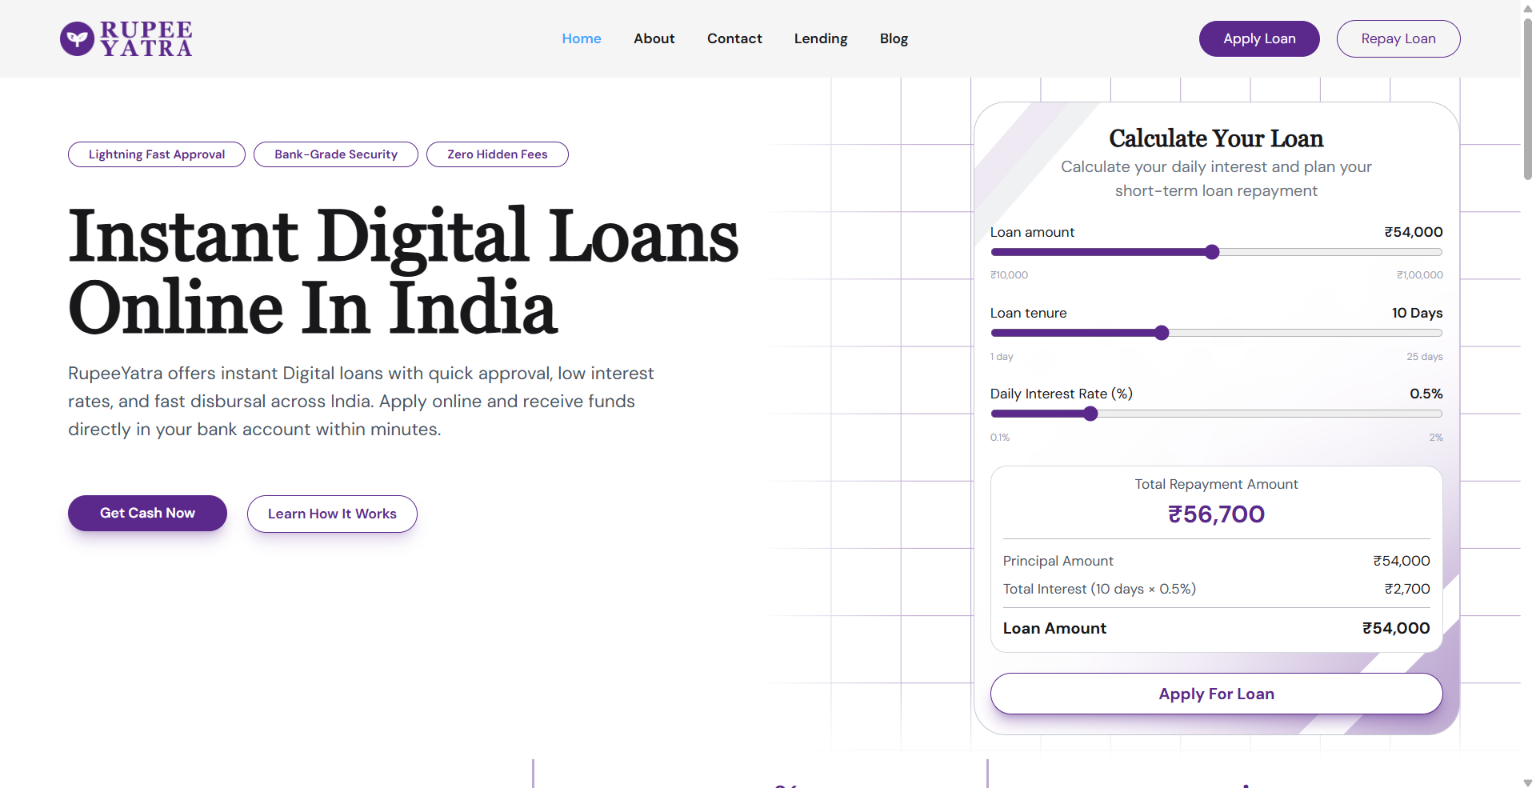 RUPEE
YATRA
Home
About
Contact
Lending
Blog
Apply Loan
Repay Loan
Lightning Fast Approval
Bank-Grade Security
Zero Hidden Fees
Instant Digital Loans
Online In India
RupeeYatra offers instant Digital loans with quick approval, low interest
rates, and fast disbursal across India. Apply online and receive funds
directly in your bank account within minutes.
Get Cash Now
Learn How It Works
Calculate Your Loan
Calculate your daily interest and plan your
short-term loan repayment
Loan amount ₹54,000
₹10,000 ₹1,00,000
Loan tenure 10 Days
1 day 25 days
Daily Interest Rate (%) 0.5%
0.1% 2%
Total Repayment Amount
₹56,700
Principal Amount ₹54,000
Total Interest (10 days × 0.5%) ₹2,700
Loan Amount ₹54,000
Apply For Loan